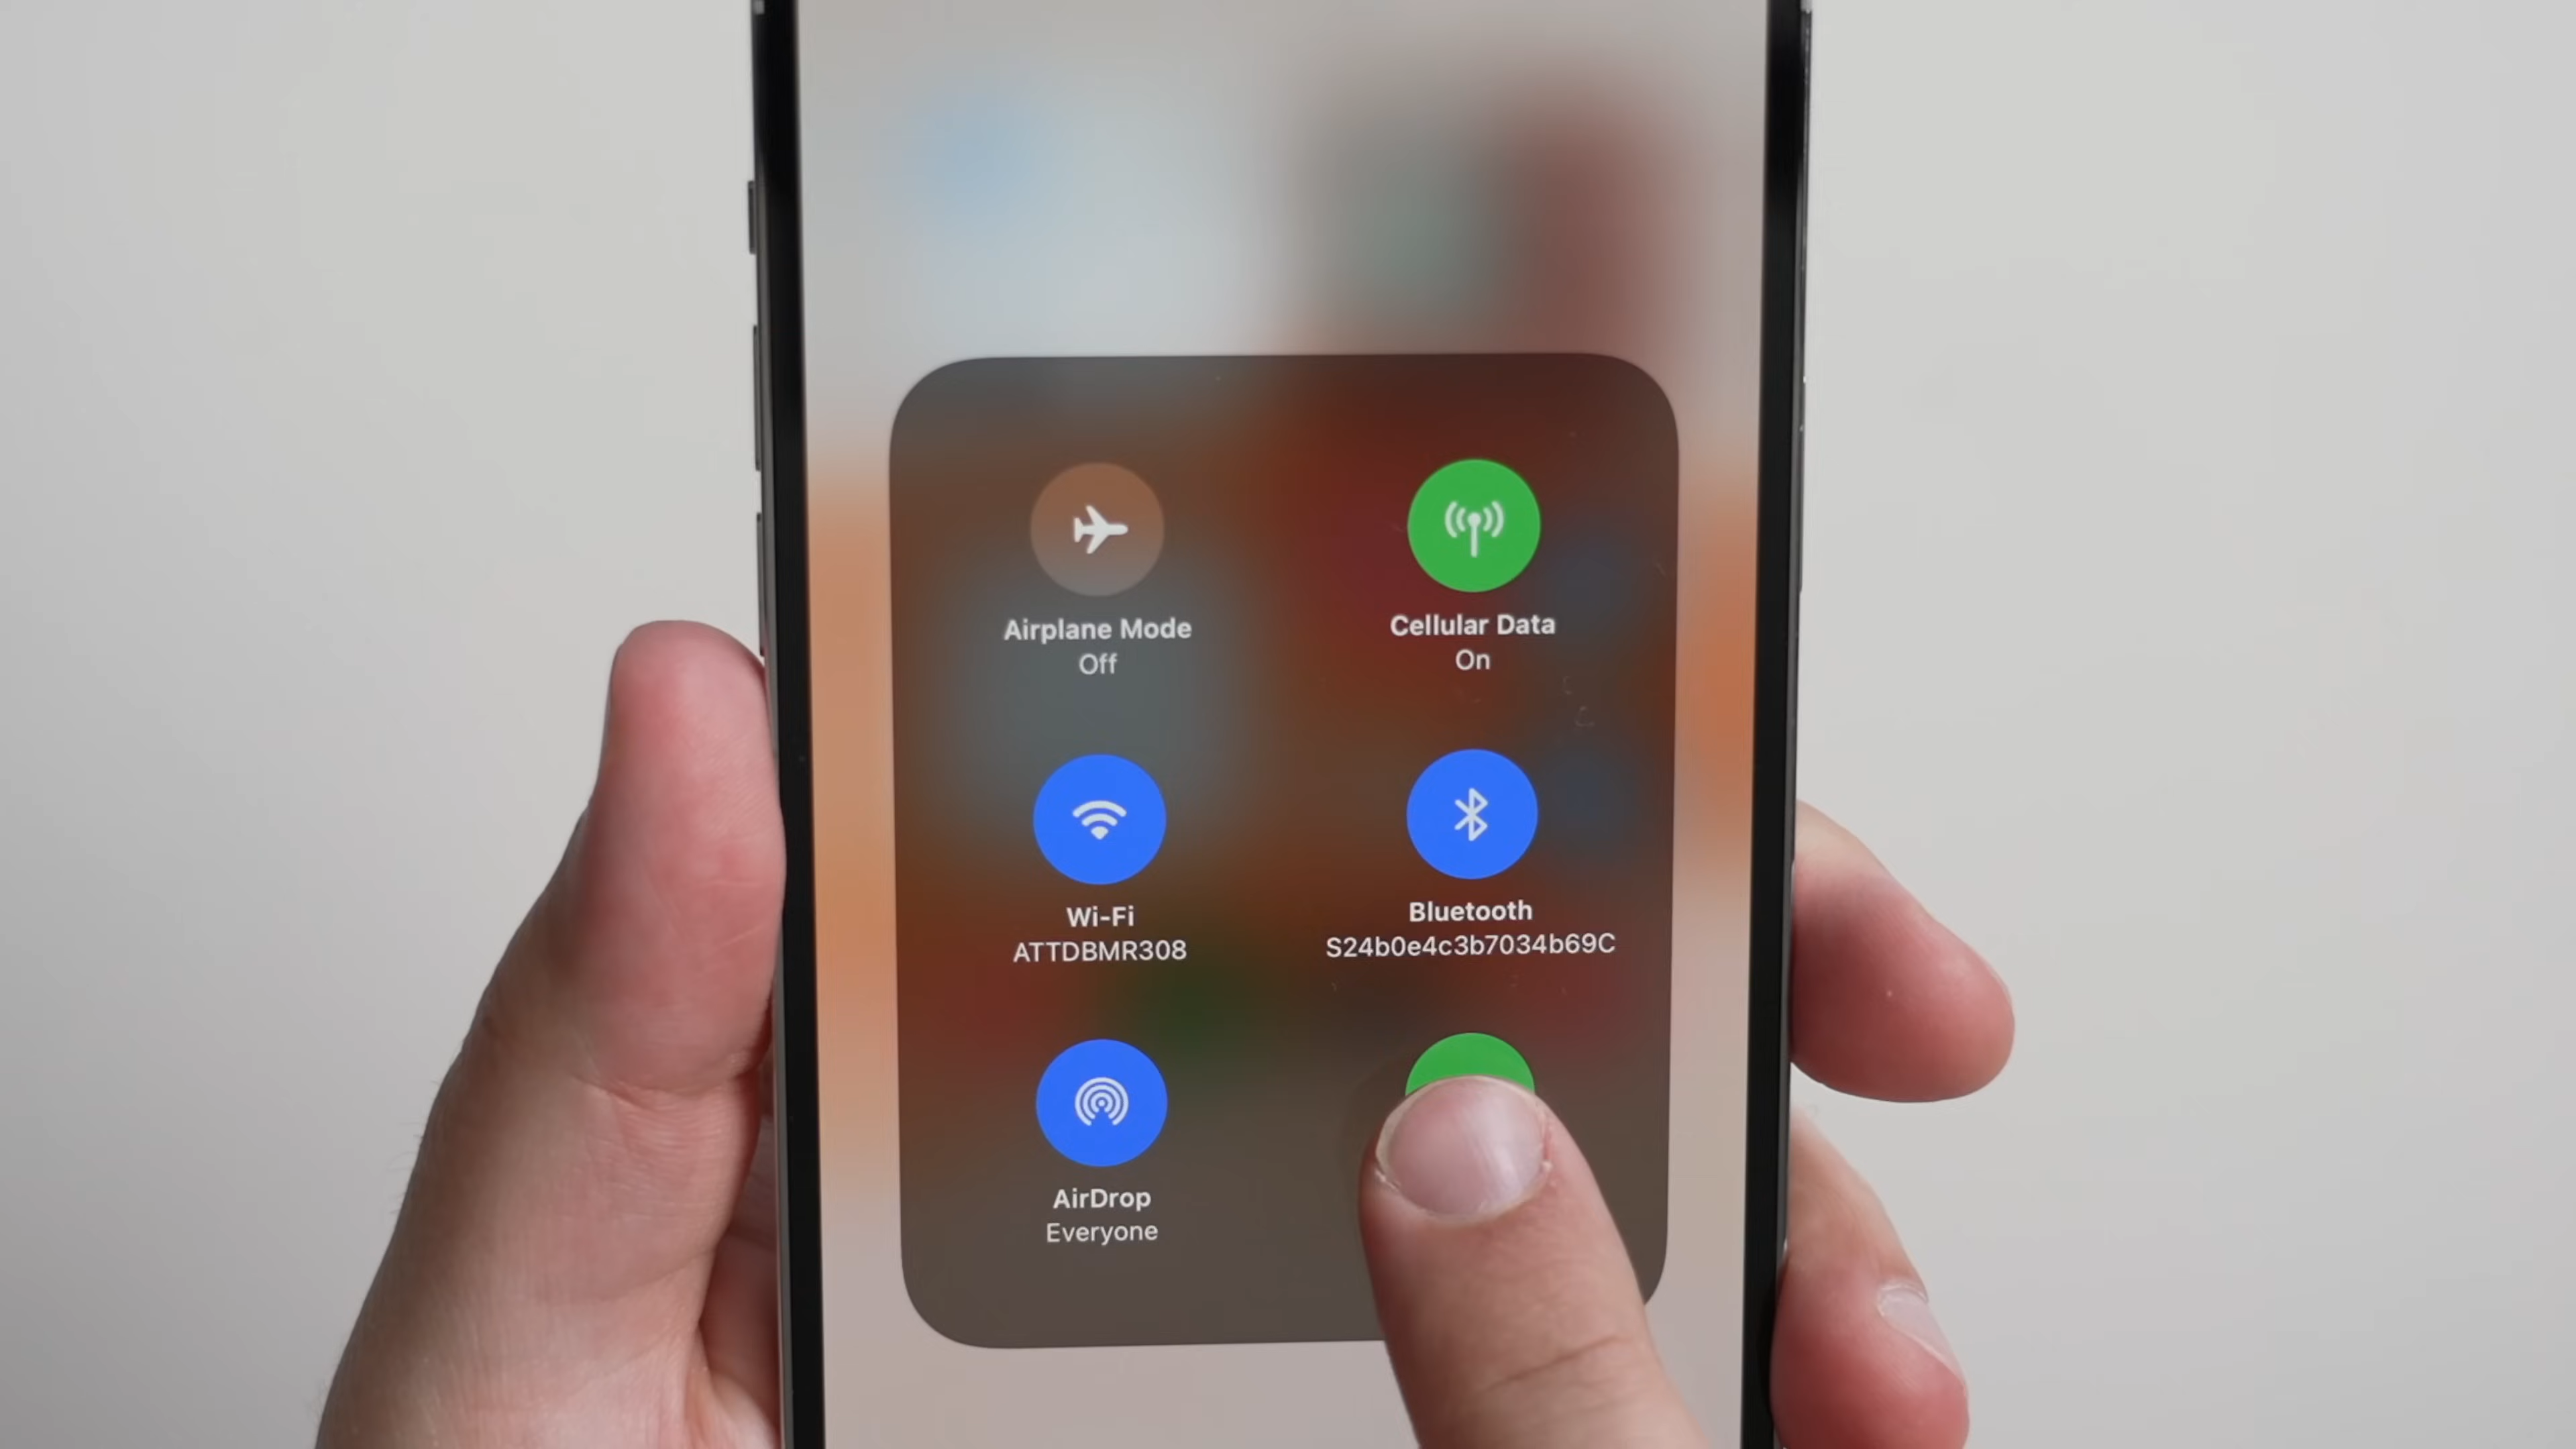 Airplane Mode
Off
Cellular Data
On
Wi-Fi
ATTDBMR308
Bluetooth
S24b0e4c3b7034b69C
AirDrop
Everyone